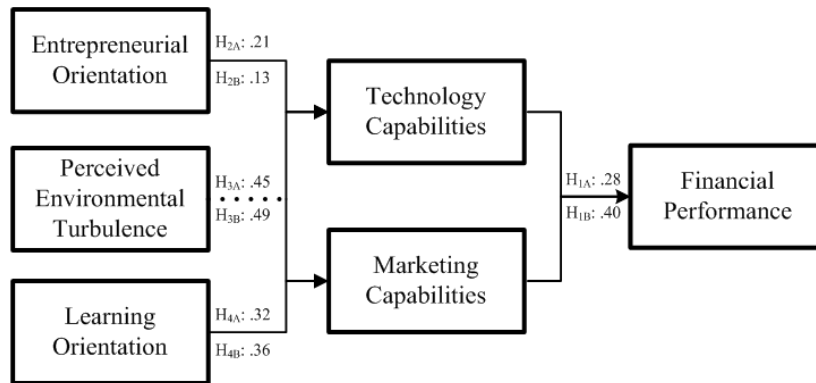 Entrepreneurial
Orientation
H2A: .21
H2B: .13
Perceived
Environmental
Turbulence
H3A: .45
H3B: .49
Learning
Orientation
H4A: .32
H4B: .36
Technology
Capabilities
Marketing
Capabilities
H1A: .28
H1B: .40
Financial
Performance